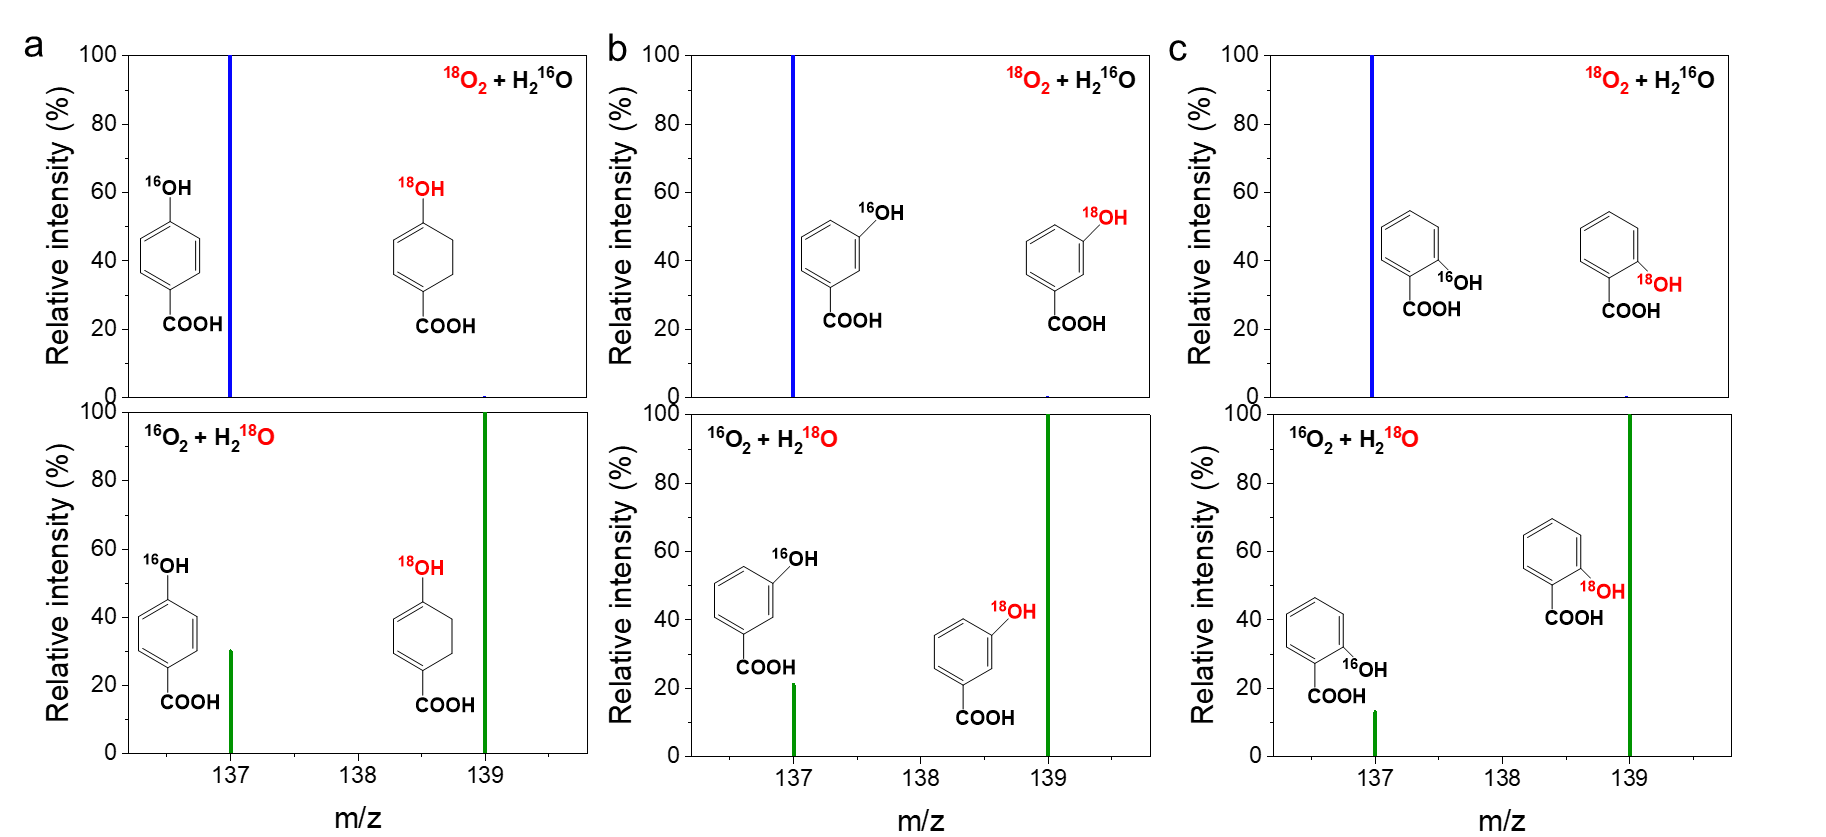 a
100
80
60
40
20
0
Relative intensity (%)
¹⁸O₂ + H₂¹⁶O
¹⁶OH
COOH
¹⁸OH
COOH
100
80
60
40
20
0
Relative intensity (%)
¹⁶O₂ + H₂¹⁸O
¹⁶OH
COOH
¹⁸OH
COOH
137
138
139
m/z
b
100
80
60
40
20
0
Relative intensity (%)
¹⁸O₂ + H₂¹⁶O
¹⁶OH
COOH
¹⁸OH
COOH
100
80
60
40
20
0
Relative intensity (%)
¹⁶O₂ + H₂¹⁸O
¹⁶OH
COOH
¹⁸OH
COOH
137
138
139
m/z
c
100
80
60
40
20
0
Relative intensity (%)
¹⁸O₂ + H₂¹⁶O
¹⁶OH
COOH
¹⁸OH
COOH
100
80
60
40
20
0
Relative intensity (%)
¹⁶O₂ + H₂¹⁸O
¹⁶OH
COOH
¹⁸OH
COOH
137
138
139
m/z